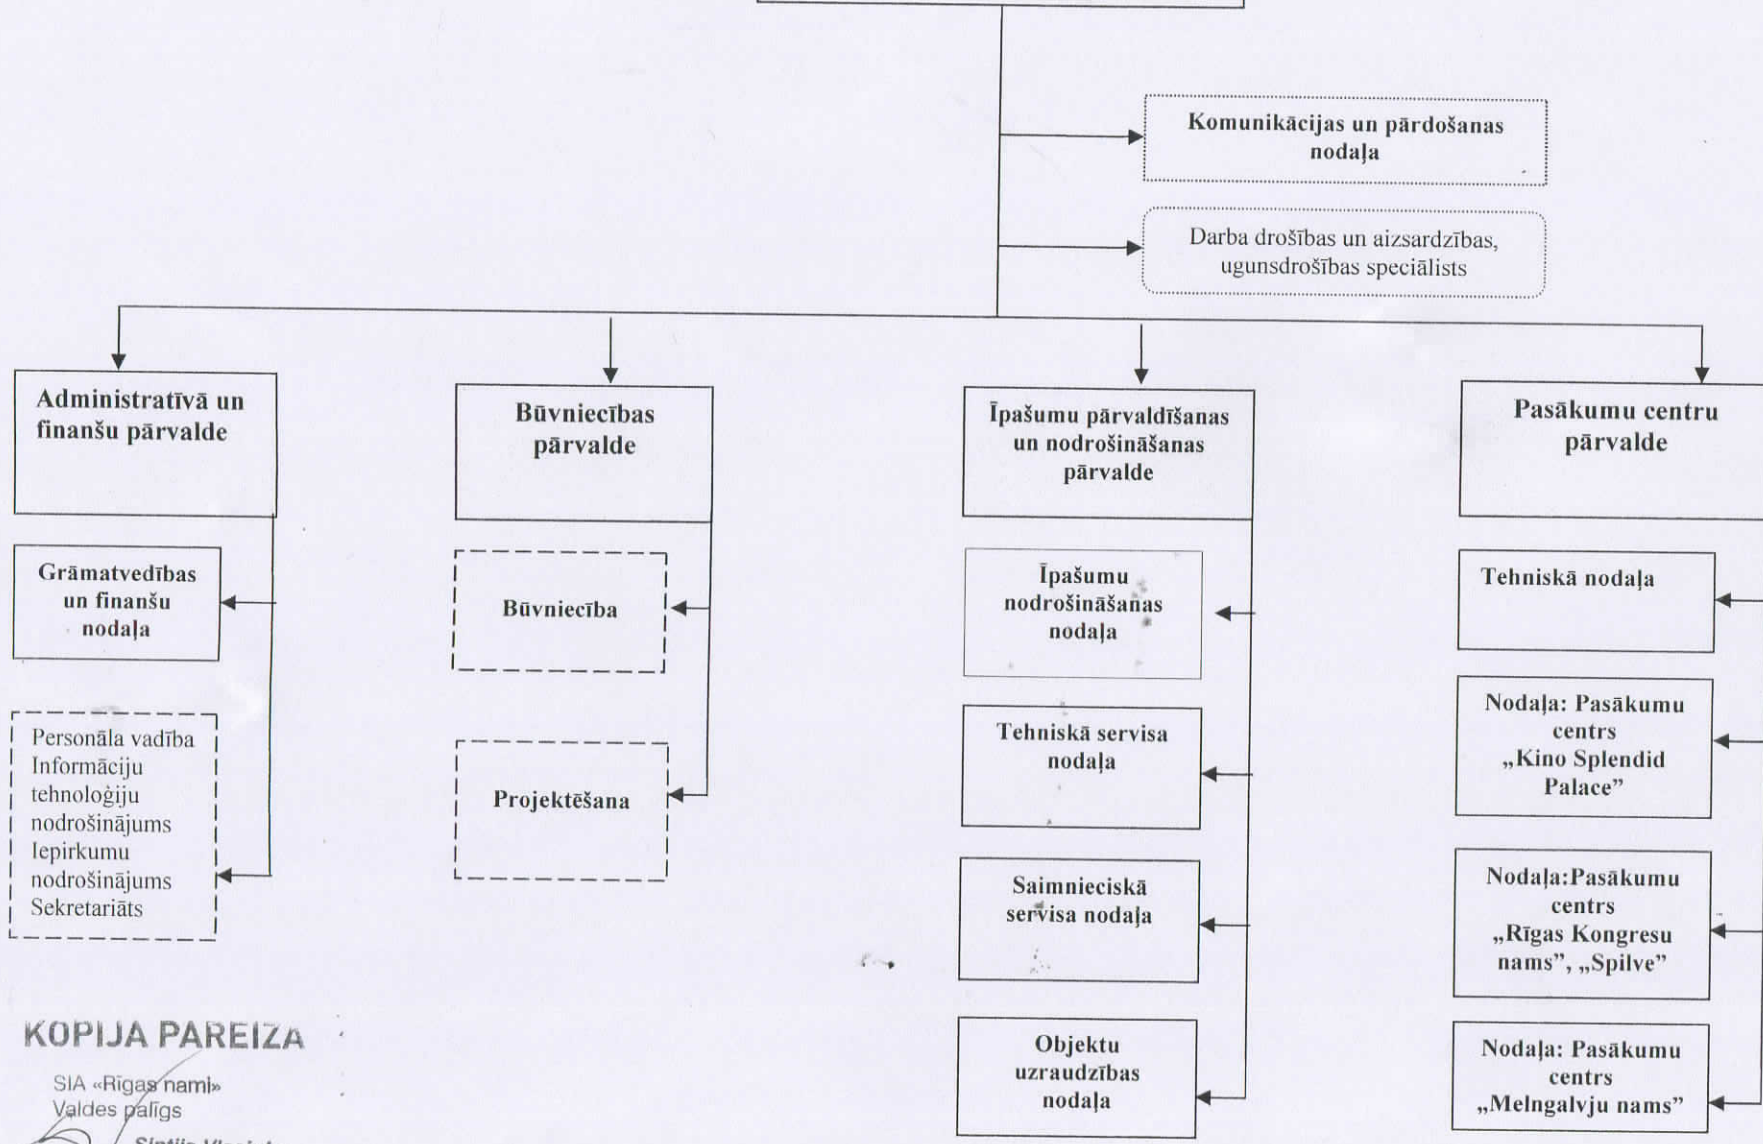 Komunikācijas un pārdošanas
nodaļa
Darba drošības un aizsardzības,
ugunsdrošības speciālists
Administratīvā un
finanšu pārvalde
Grāmatvedības
un finanšu
nodaļa
Personāla vadība
Informāciju
tehnoloģiju
nodrošinājums
Iepirkumu
nodrošinājums
Sekretariāts
Būvniecības
pārvalde
Būvniecība
Projektēšana
Īpašumu pārvaldīšanas
un nodrošināšanas
pārvalde
Īpašumu
nodrošināšanas
nodaļa
Tehniskā servisa
nodaļa
Saimnieciskā
servisa nodaļa
Objektu
uzraudzības
nodaļa
Pasākumu centru
pārvalde
Tehniskā nodaļa
Nodaļa: Pasākumu
centrs
„Kino Splendid
Palace”
Nodaļa:Pasākumu
centrs
„Rīgas Kongresu
nams”, „Spilve”
Nodaļa: Pasākumu
centrs
„Melngalvju nams”
KOPIJA PAREIZA
SIA «Rīgas nami»
Valdes palīgs